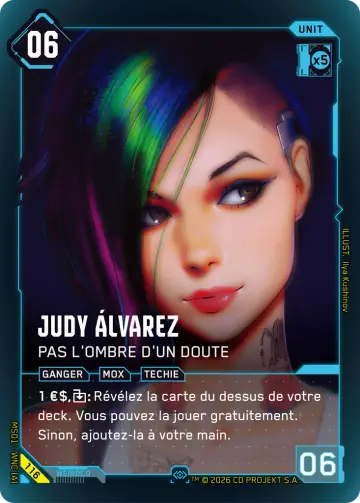 06
UNIT
x5
ILLUST. Ilya Kushinov
JUDY ÁLVAREZ
PAS L'OMBRE D'UN DOUTE
GANGER
MOX
TECHIE
1 €$, : Révélez la carte du dessus de votre
deck. Vous pouvez la jouer gratuitement.
Sinon, ajoutez-la à votre main.
116
WEIRDCO
™ © 2026 CD PROJEKT S.A.
06